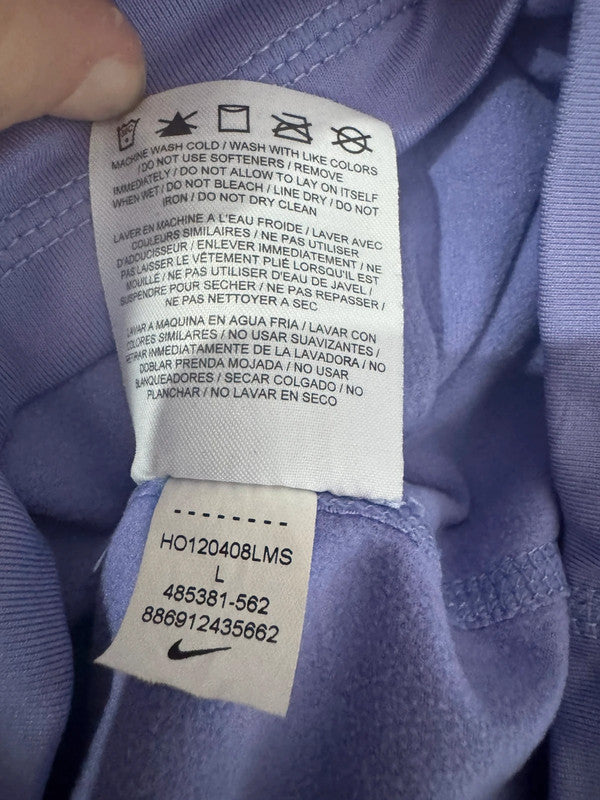 MACHINE WASH COLD / WASH WITH LIKE COLORS
/ DO NOT USE SOFTENERS / REMOVE
IMMEDIATELY / DO NOT ALLOW TO LAY ON ITSELF
WHEN WET / DO NOT BLEACH / LINE DRY / DO NOT
IRON / DO NOT DRY CLEAN
LAVER EN MACHINE A L'EAU FROIDE / LAVER AVEC
COULEURS SIMILAIRES / NE PAS UTILISER
D'ADOUCISSEUR / ENLEVER IMMEDIATEMENT / NE
PAS LAISSER LE VÊTEMENT PLIÉ LORSQU'IL EST
MOUILLÉ / NE PAS UTILISER D'EAU DE JAVEL /
SUSPENDRE POUR SECHER / NE PAS REPASSER /
NE PAS NETTOYER A SEC
LAVAR A MAQUINA EN AGUA FRIA / LAVAR CON
COLORES SIMILARES / NO USAR SUAVIZANTES /
RETIRAR INMEDIATAMENTE DE LA LAVADORA / NO
DOBLAR PRENDA MOJADA / NO USAR
BLANQUEADORES / SECAR COLGADO / NO
PLANCHAR / NO LAVAR EN SECO
--------
HO120408LMS
L
485381-562
886912435662